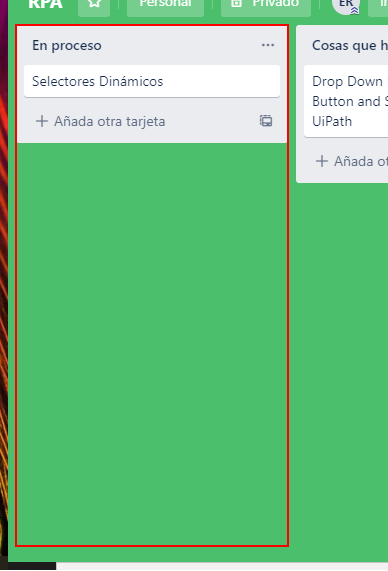 RPA
Personal
Privado
ER
En proceso
Selectores Dinámicos
Añada otra tarjeta
Cosas que h
Drop Down
Button and S
UiPath
Añada ot